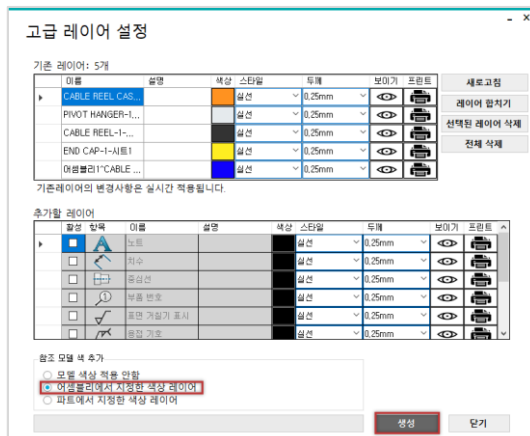 고급 레이어 설정
기존 레이어: 5개
이름 설명 색상 스타일 두께 보이기 프린트
CABLE REEL CAS... 실선 0,25mm
PIVOT HANGER-1... 실선 0,25mm
CABLE REEL-1-... 실선 0,25mm
END CAP-1-시트1 실선 0,25mm
어셈블리1^CABLE ... 실선 0,25mm
새로고침
레이어 합치기
선택된 레이어 삭제
전체 삭제
기존레이어의 변경사항은 실시간 적용됩니다.
추가할 레이어
활성 항목 이름 설명 색상 스타일 두께 보이기 프린트
노트 실선 0,25mm
치수 실선 0,25mm
중심선 실선 0,25mm
부품 번호 실선 0,25mm
표면 거칠기 표시 실선 0,25mm
용접 기호 실선 0,25mm
참조 모델 색 추가
모델 색상 적용 안함
어셈블리에서 지정한 색상 레이어
파트에서 지정한 색상 레이어
생성 닫기